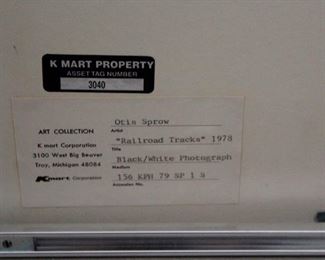 K MART PROPERTY
ASSET TAG NUMBER
3040
ART COLLECTION
K mart Corporation
3100 West Big Beaver
Troy, Michigan 48084
Kmart Corporation
Otis Sprow
Artist
"Railroad Tracks" 1978
Title
Black/White Photograph
Medium
156 KPH 79 SP 1 S
Accession No.